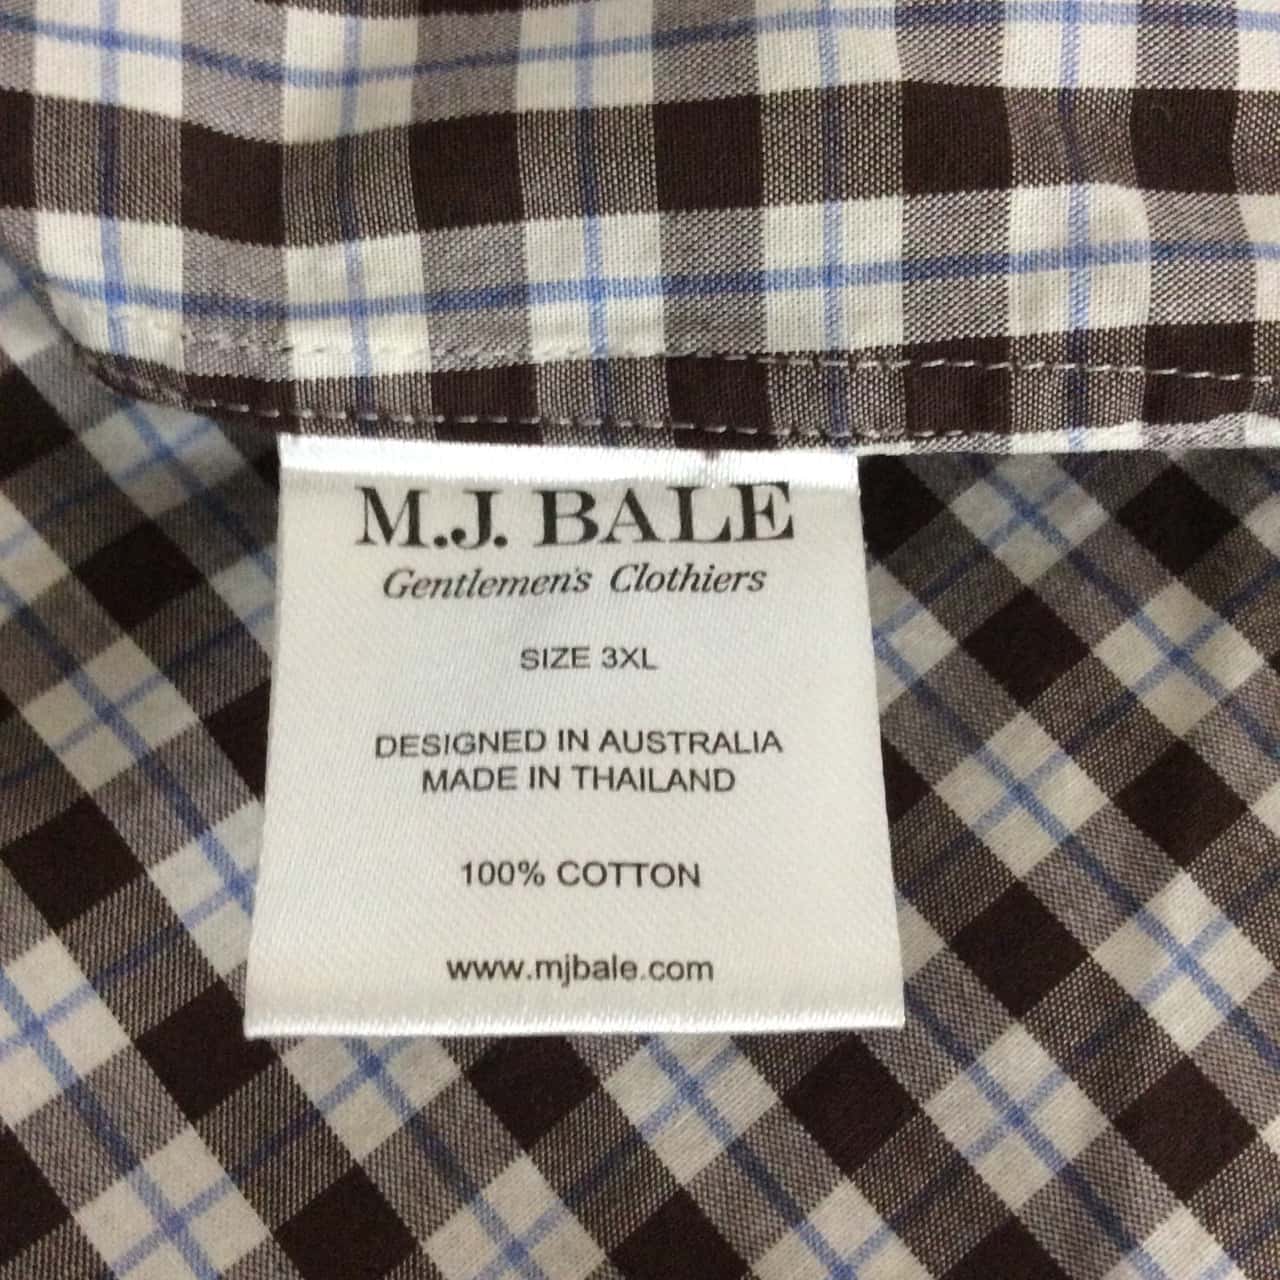 M.J. BALE
Gentlemen's Clothiers
SIZE 3XL
DESIGNED IN AUSTRALIA
MADE IN THAILAND
100% COTTON
www.mjbale.com